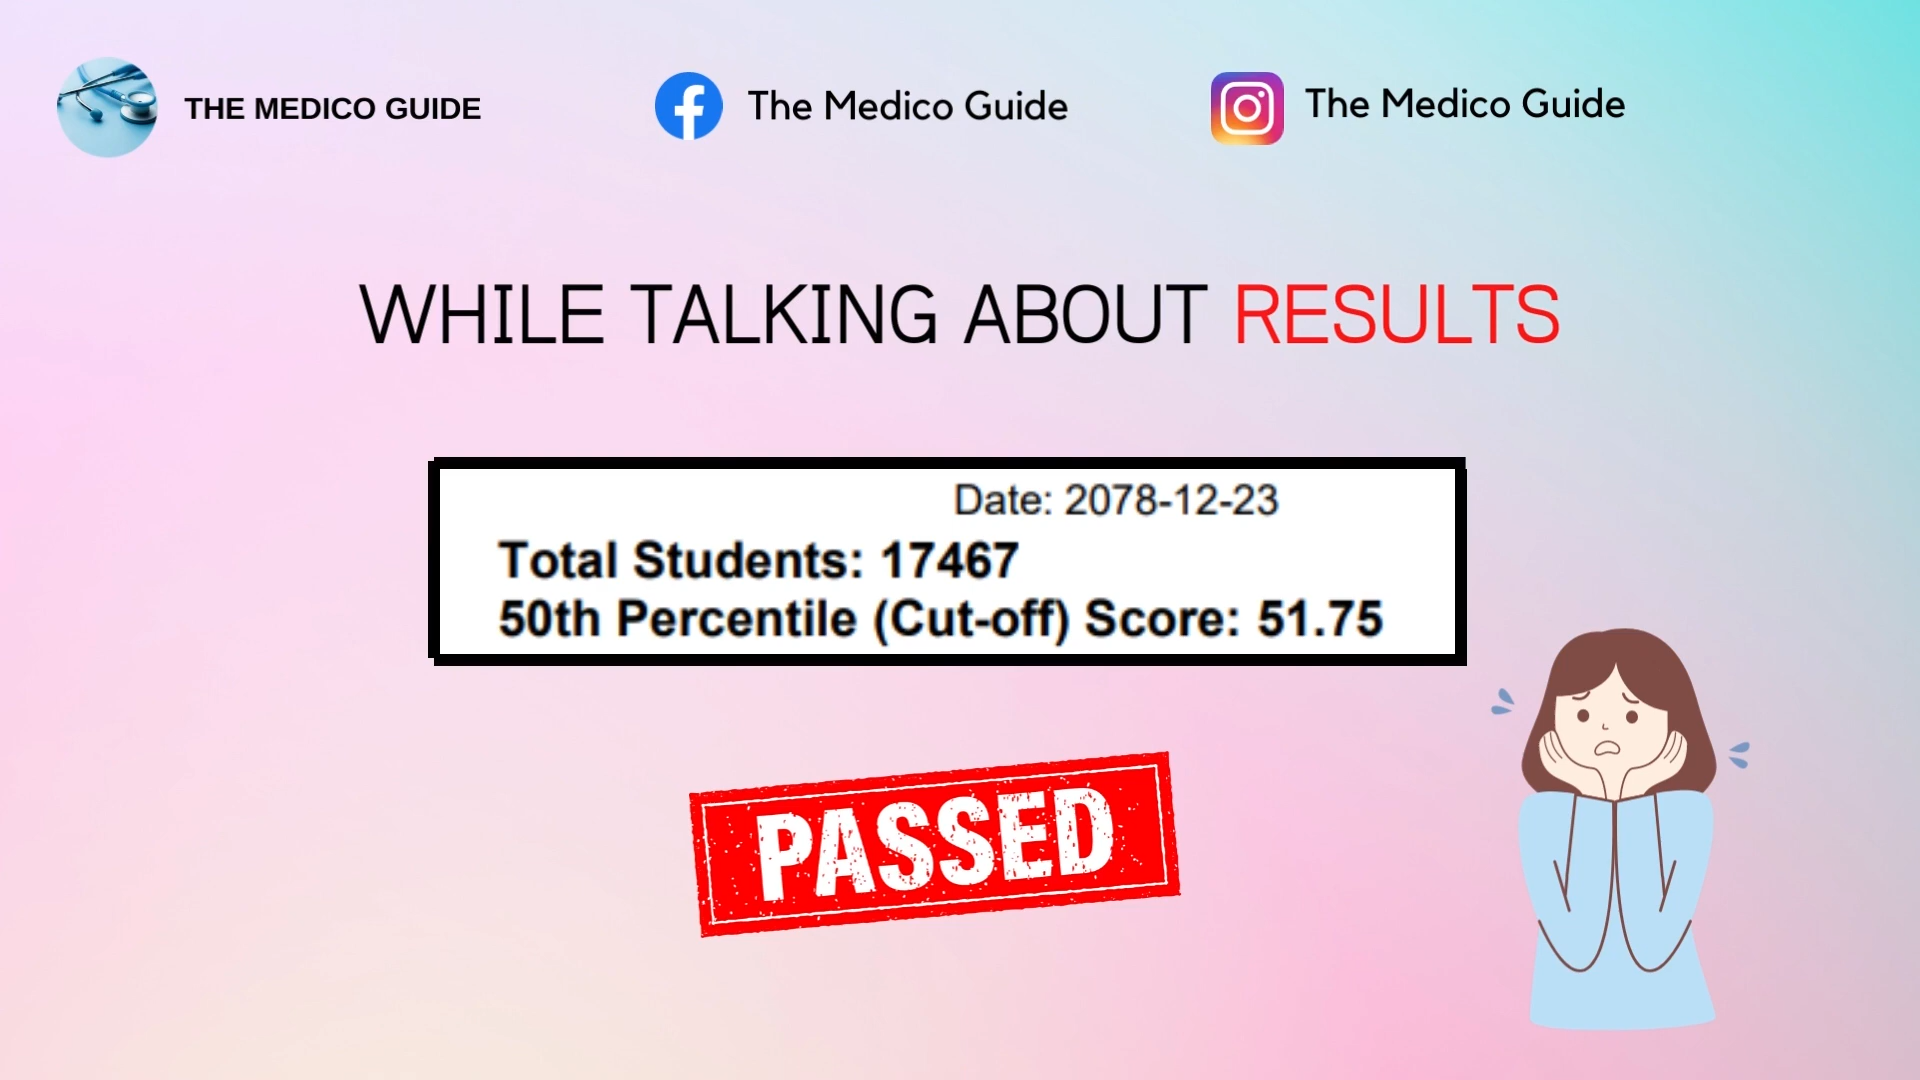 THE MEDICO GUIDE
The Medico Guide
The Medico Guide
WHILE TALKING ABOUT RESULTS
Date: 2078-12-23
Total Students: 17467
50th Percentile (Cut-off) Score: 51.75
PASSED